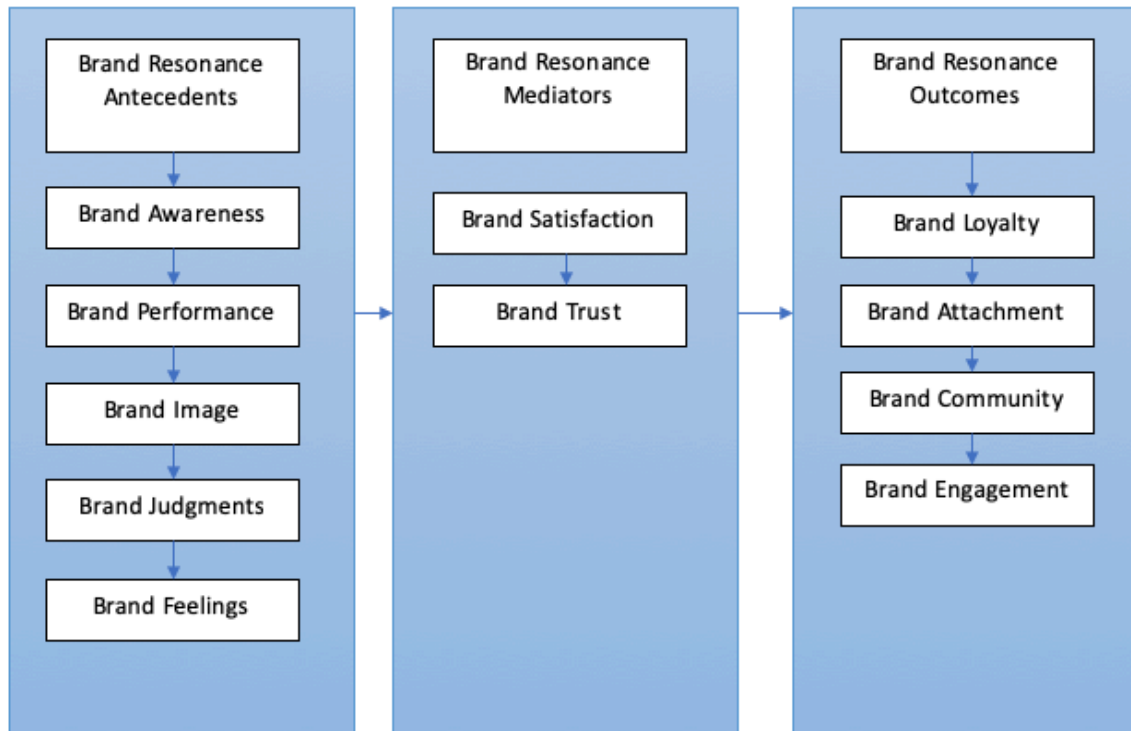 Brand Resonance
Antecedents
Brand Awareness
Brand Performance
Brand Image
Brand Judgments
Brand Feelings
Brand Resonance
Mediators
Brand Satisfaction
Brand Trust
Brand Resonance
Outcomes
Brand Loyalty
Brand Attachment
Brand Community
Brand Engagement